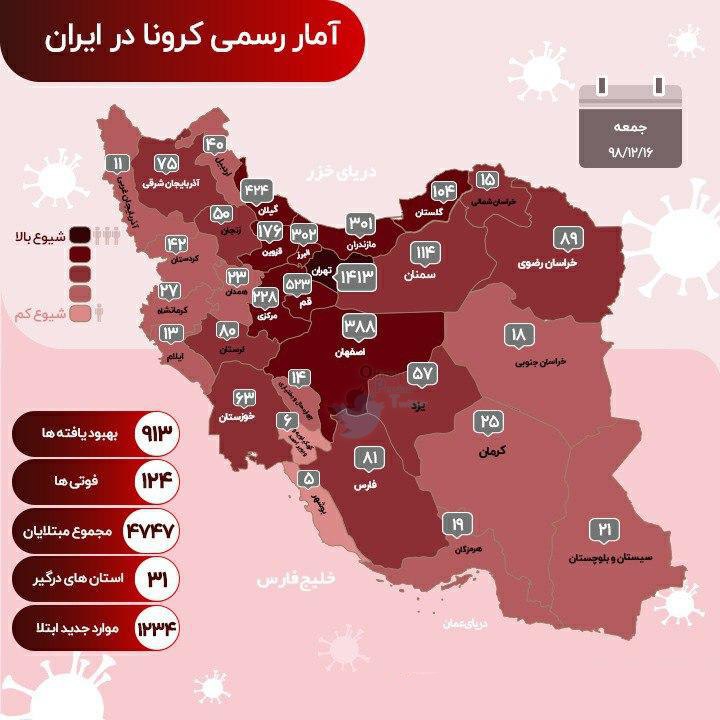 آمار رسمی کرونا در ایران
جمعه
۹۸/۱۲/۱۶
دریای خزر
شیوع بالا
شیوع کم
۱۱
آذربایجان غربی
۷۵
آذربایجان شرقی
۴۰
اردبیل
۴۲۴
گیلان
۵۰
زنجان
۱۷۶
قزوین
۳۰۲
البرز
۳۰۱
مازندران
۱۰۴
گلستان
۱۵
خراسان شمالی
۸۹
خراسان رضوی
۱۱۴
سمنان
تهران
۱۴۱۳
۵۲۳
قم
۲۲۸
مرکزی
۲۳
همدان
۴۲
کردستان
۲۷
کرمانشاه
۱۳
ایلام
۸۰
لرستان
۳۸۸
اصفهان
۱۸
خراسان جنوبی
۵۷
یزد
۱۴
چهارمحال و بختیاری
۶۳
خوزستان
۶
کهگیلویه و
بویر احمد
۲۵
کرمان
۸۱
فارس
۵
بوشهر
۱۹
هرمزگان
۲۱
سیستان و بلوچستان
خلیج فارس
دریای عمان
بهبود یافته ها ۹۱۳
فوتی ها ۱۲۴
مجموع مبتلایان ۴۷۴۷
استان های درگیر ۳۱
موارد جدید ابتلا ۱۲۳۴